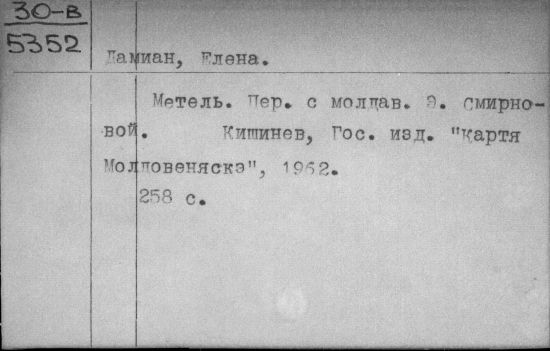 30-В
5352
Дамиан, Елена.
Метель. Пер. с молдав. Э. Смирно-
вой. Кишинев, Гос. изд. "Картя
Молдовеняскэ", 1962.
258 с.